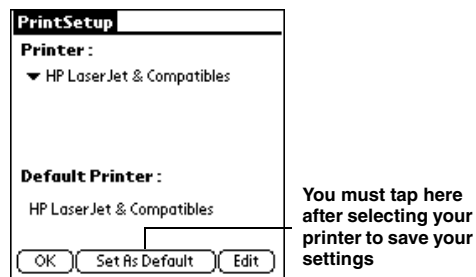 PrintSetup
Printer :
HP LaserJet & Compatibles
Default Printer :
HP LaserJet & Compatibles
OK Set As Default Edit
You must tap here
after selecting your
printer to save your
settings